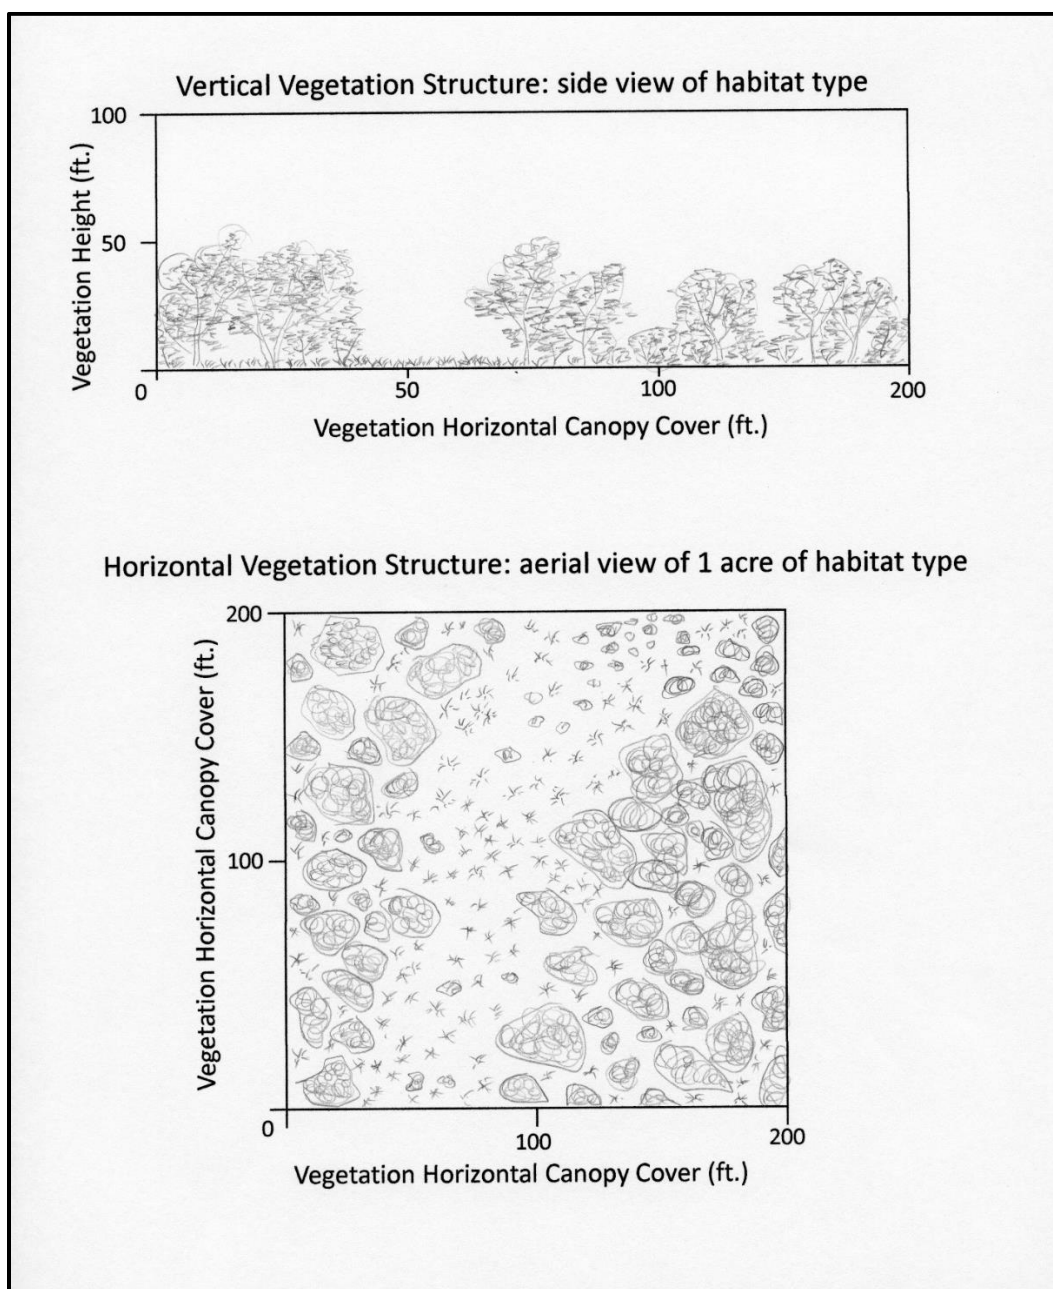 Vertical Vegetation Structure: side view of habitat type
100
50
Vegetation Height (ft.)
0
50
100
200
Vegetation Horizontal Canopy Cover (ft.)
Horizontal Vegetation Structure: aerial view of 1 acre of habitat type
200
100
Vegetation Horizontal Canopy Cover (ft.)
0
100
200
Vegetation Horizontal Canopy Cover (ft.)